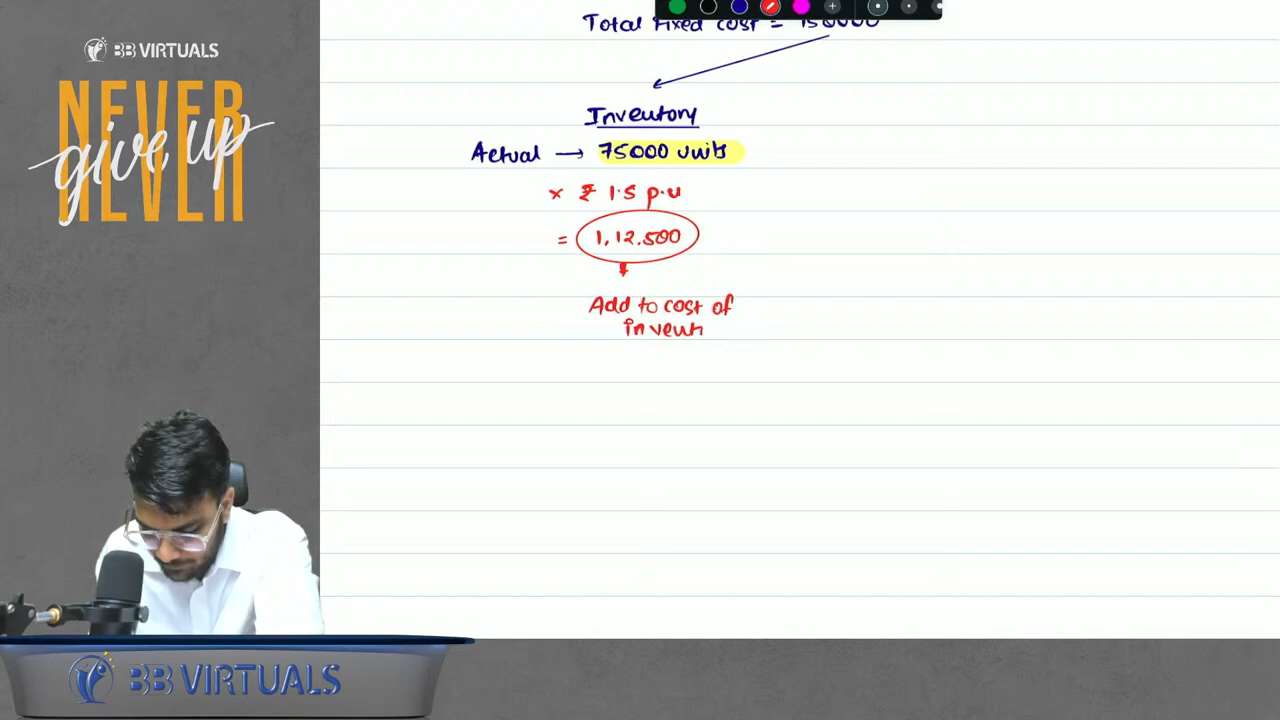 BB VIRTUALS
NEVER
give up
NEVER
Total Fixed cost = 150000
Inventory
Actual → 75000 units
x ₹ 1.5 p.u
= 1,12.500
Add to cost of
invent
BB VIRTUALS